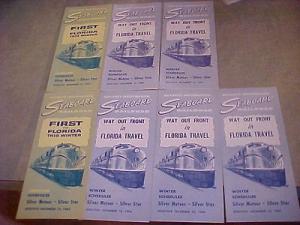 SEABOARD
FIRST
in
FLORIDA
THIS WINTER
SCHEDULES
Silver Meteor - Silver Star
SEABOARD
WAY OUT FRONT
in
FLORIDA TRAVEL
WINTER
SCHEDULES
Silver Meteor - Silver Star
SEABOARD
WAY OUT FRONT
in
FLORIDA TRAVEL
WINTER
SCHEDULES
Silver Meteor - Silver Star
SEABOARD
FIRST
in
FLORIDA
THIS WINTER
SCHEDULES
Silver Meteor - Silver Star
SEABOARD
WAY OUT FRONT
in
FLORIDA TRAVEL
WINTER
SCHEDULES
Silver Meteor - Silver Star
SEABOARD
WAY OUT FRONT
in
FLORIDA TRAVEL
WINTER
SCHEDULES
Silver Meteor - Silver Star
SEABOARD
WAY OUT FRONT
in
FLORIDA TRAVEL
WINTER
SCHEDULES
Silver Meteor - Silver Star